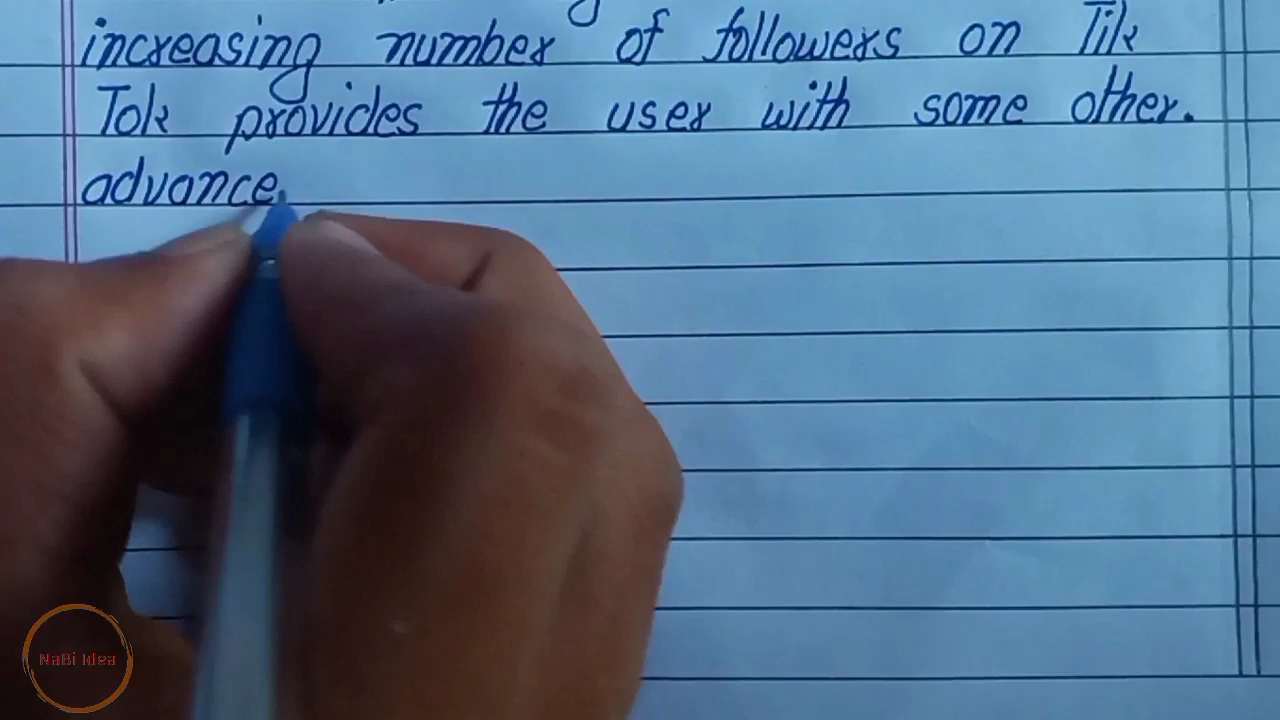 increasing number of followers on Tik
Tok provides the user with some other.
advance.
NaBi Idea